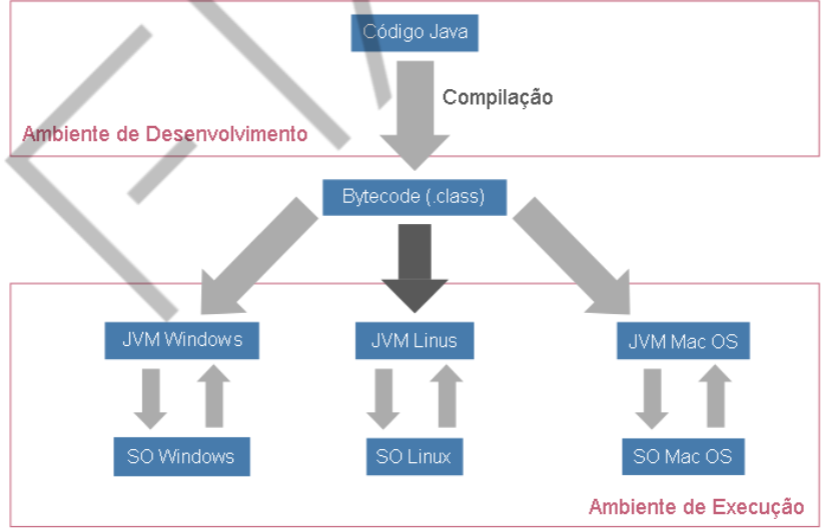 Código Java
Compilação
Ambiente de Desenvolvimento
Bytecode (.class)
JVM Windows
JVM Linus
JVM Mac OS
SO Windows
SO Linux
SO Mac OS
Ambiente de Execução